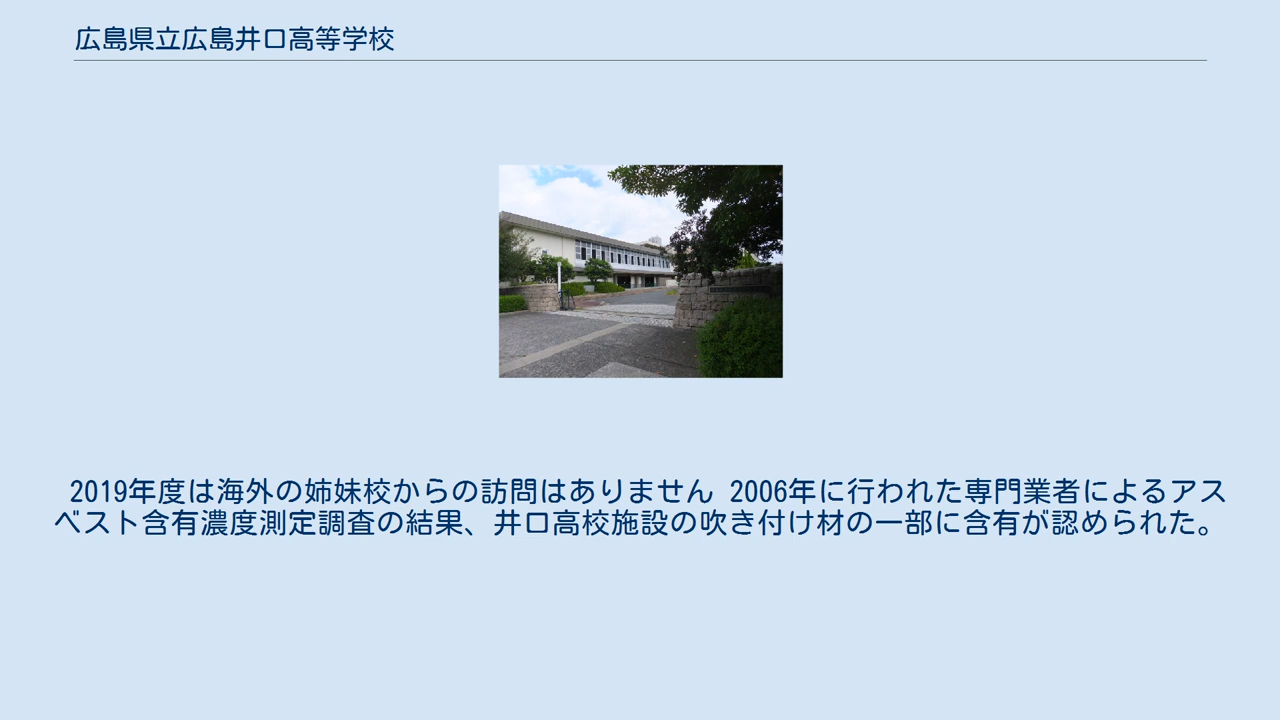 広島県立広島井口高等学校
2019年度は海外の姉妹校からの訪問はありません 2006年に行われた専門業者によるアス
ベスト含有濃度測定調査の結果、井口高校施設の吹き付け材の一部に含有が認められた。